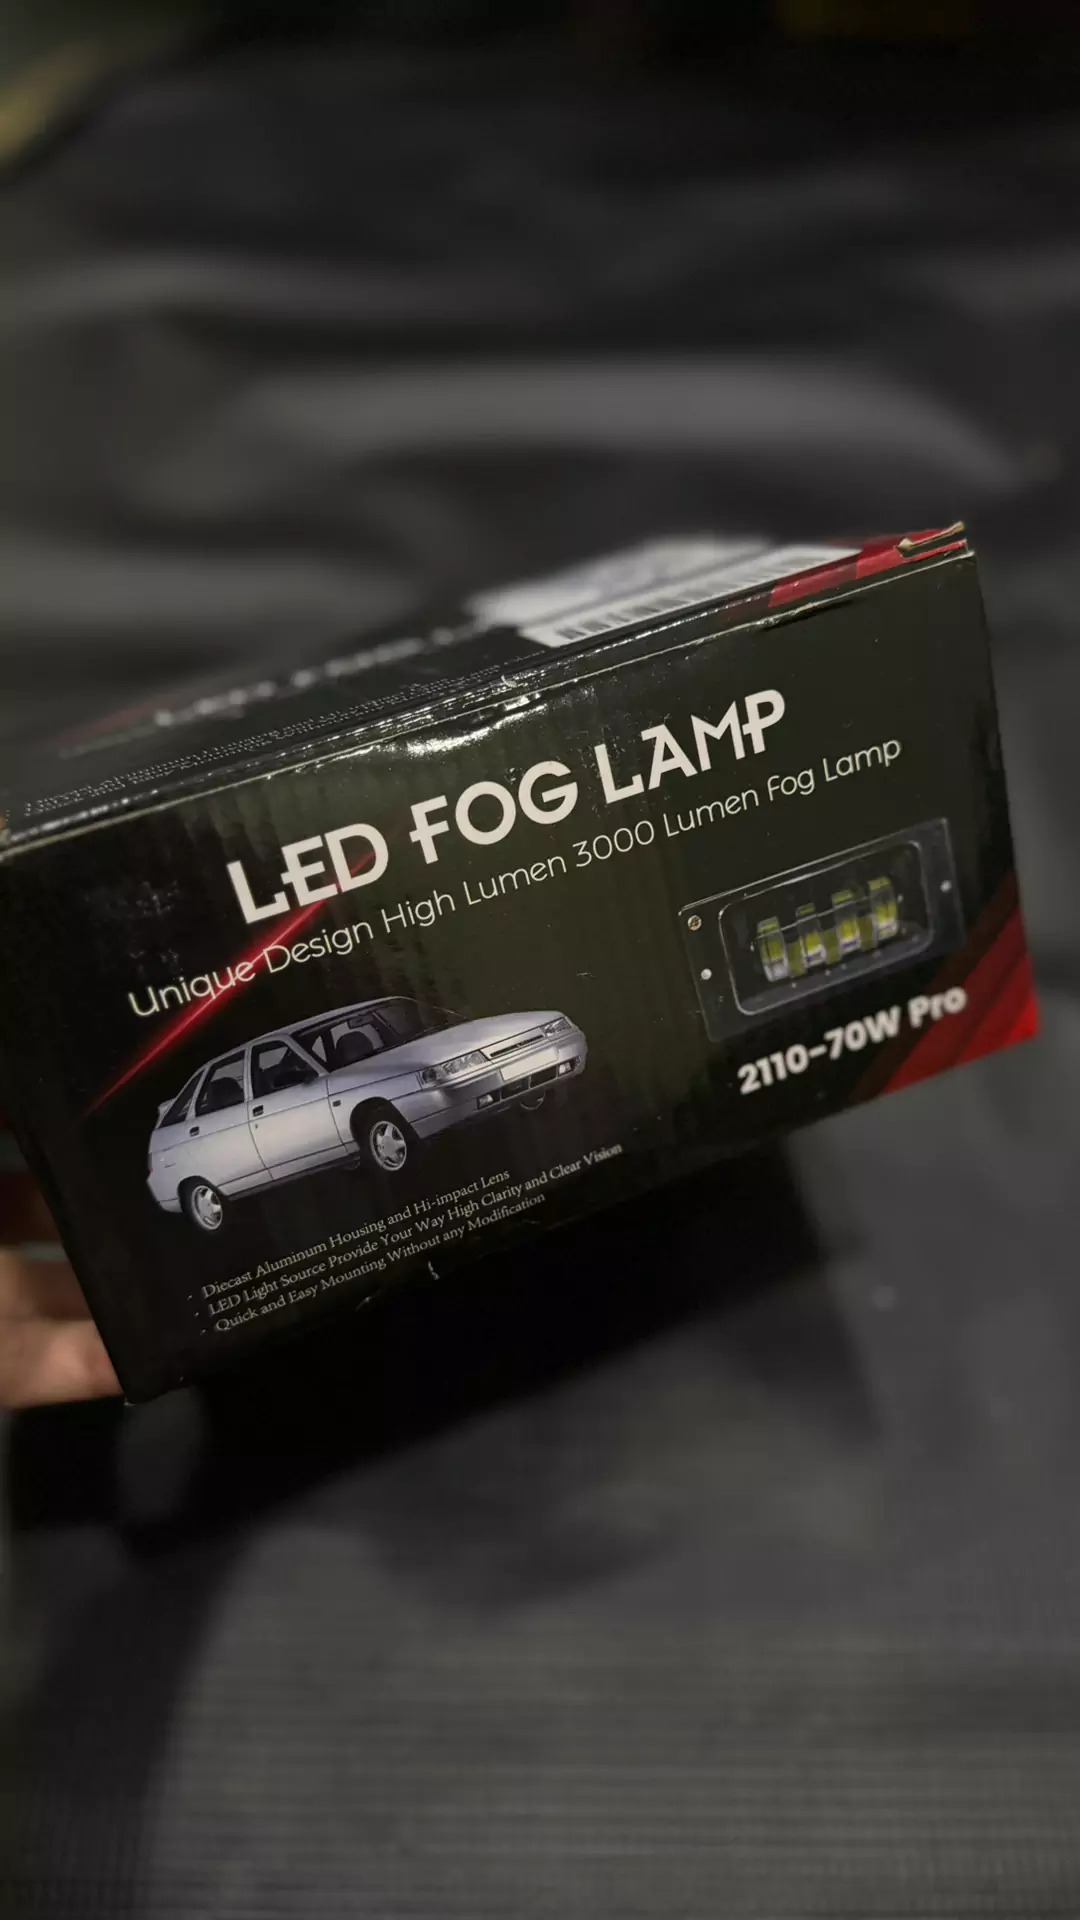 LED FOG LAMP
Unique Design High Lumen 3000 Lumen Fog Lamp
2110-70W Pro
- Diecast Aluminum Housing and Hi-impact Lens
- LED Light Source Provide Your Way High Clarity and Clear Vision
- Quick and Easy Mounting Without any Modification